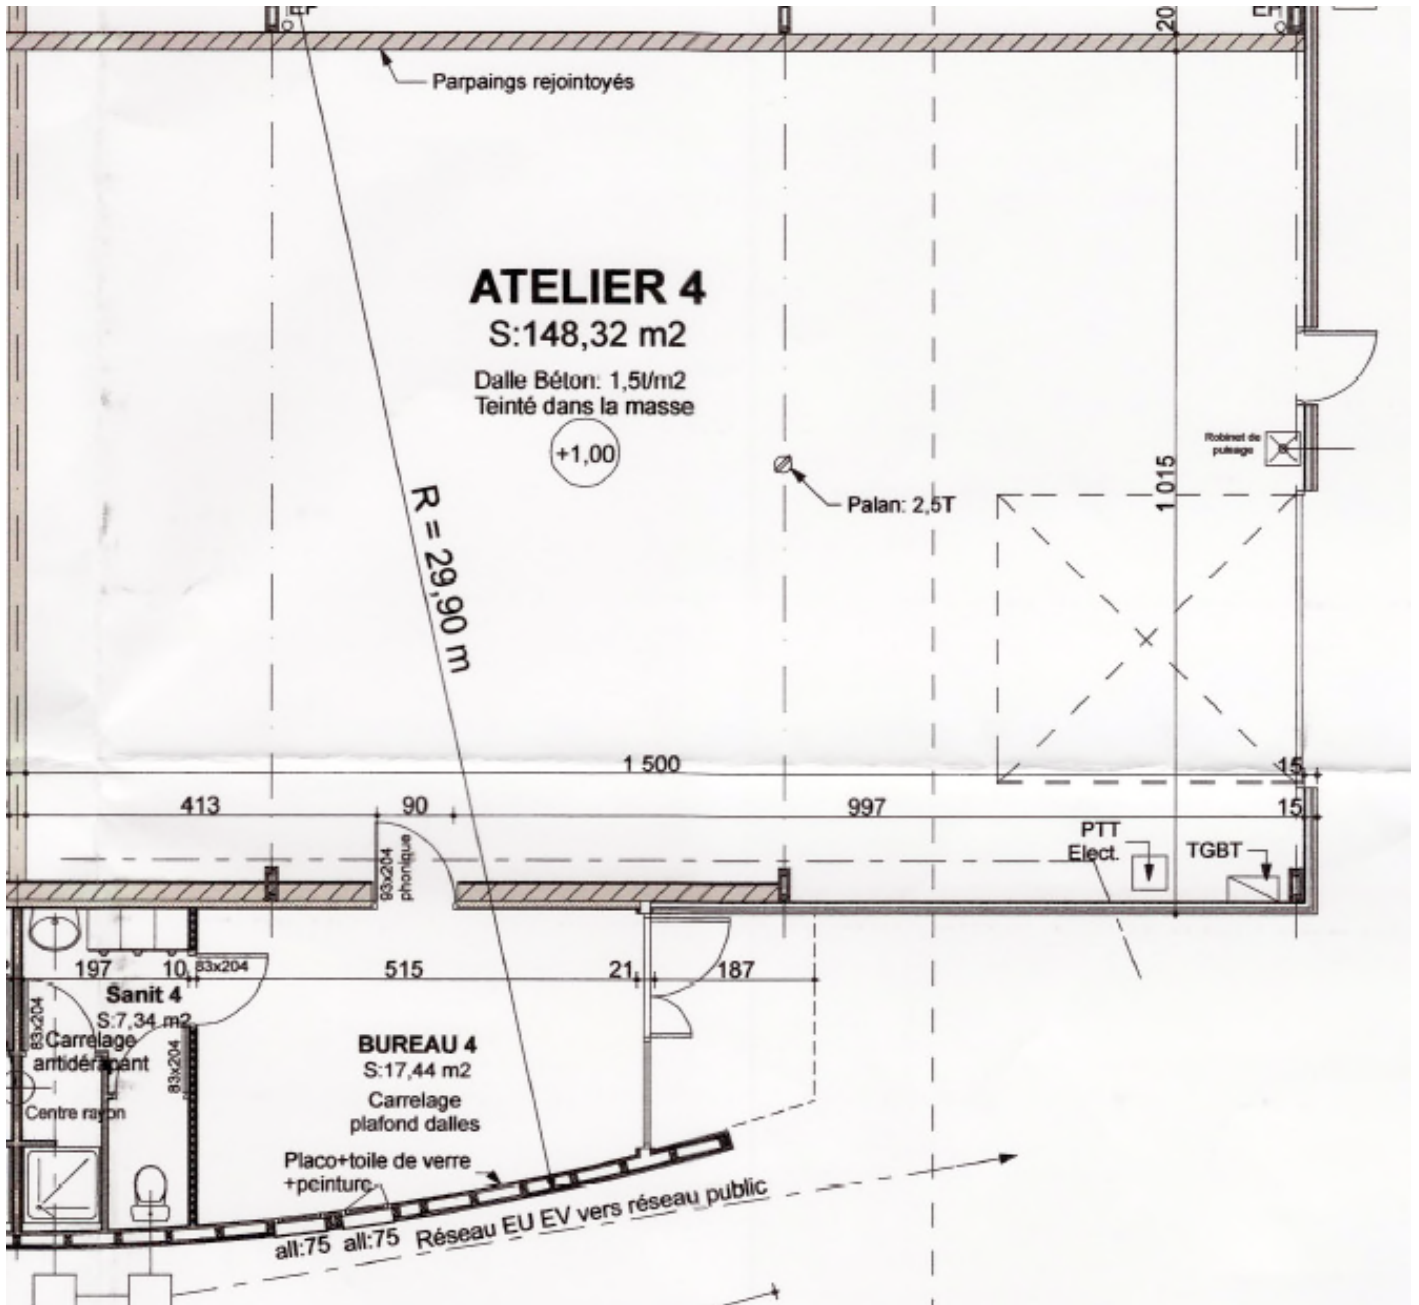 EP
EP
20
Parpaings rejointoyés
ATELIER 4
S:148,32 m2
Dalle Béton: 1,5t/m2
Teinté dans la masse
+1,00
Robinet de
puisage
1 015
Palan: 2,5T
R = 29,90 m
1 500
15
413
90
997
15
PTT
Elect.
TGBT
93x204
phonique
197
10
83x204
515
21
187
Sanit 4
S:7,34 m2
83x204
Carrelage
antidérapant
83x204
Centre rayon
BUREAU 4
S:17,44 m2
Carrelage
plafond dalles
Placo+toile de verre
+peinture
all:75
all:75
Réseau EU EV vers réseau public